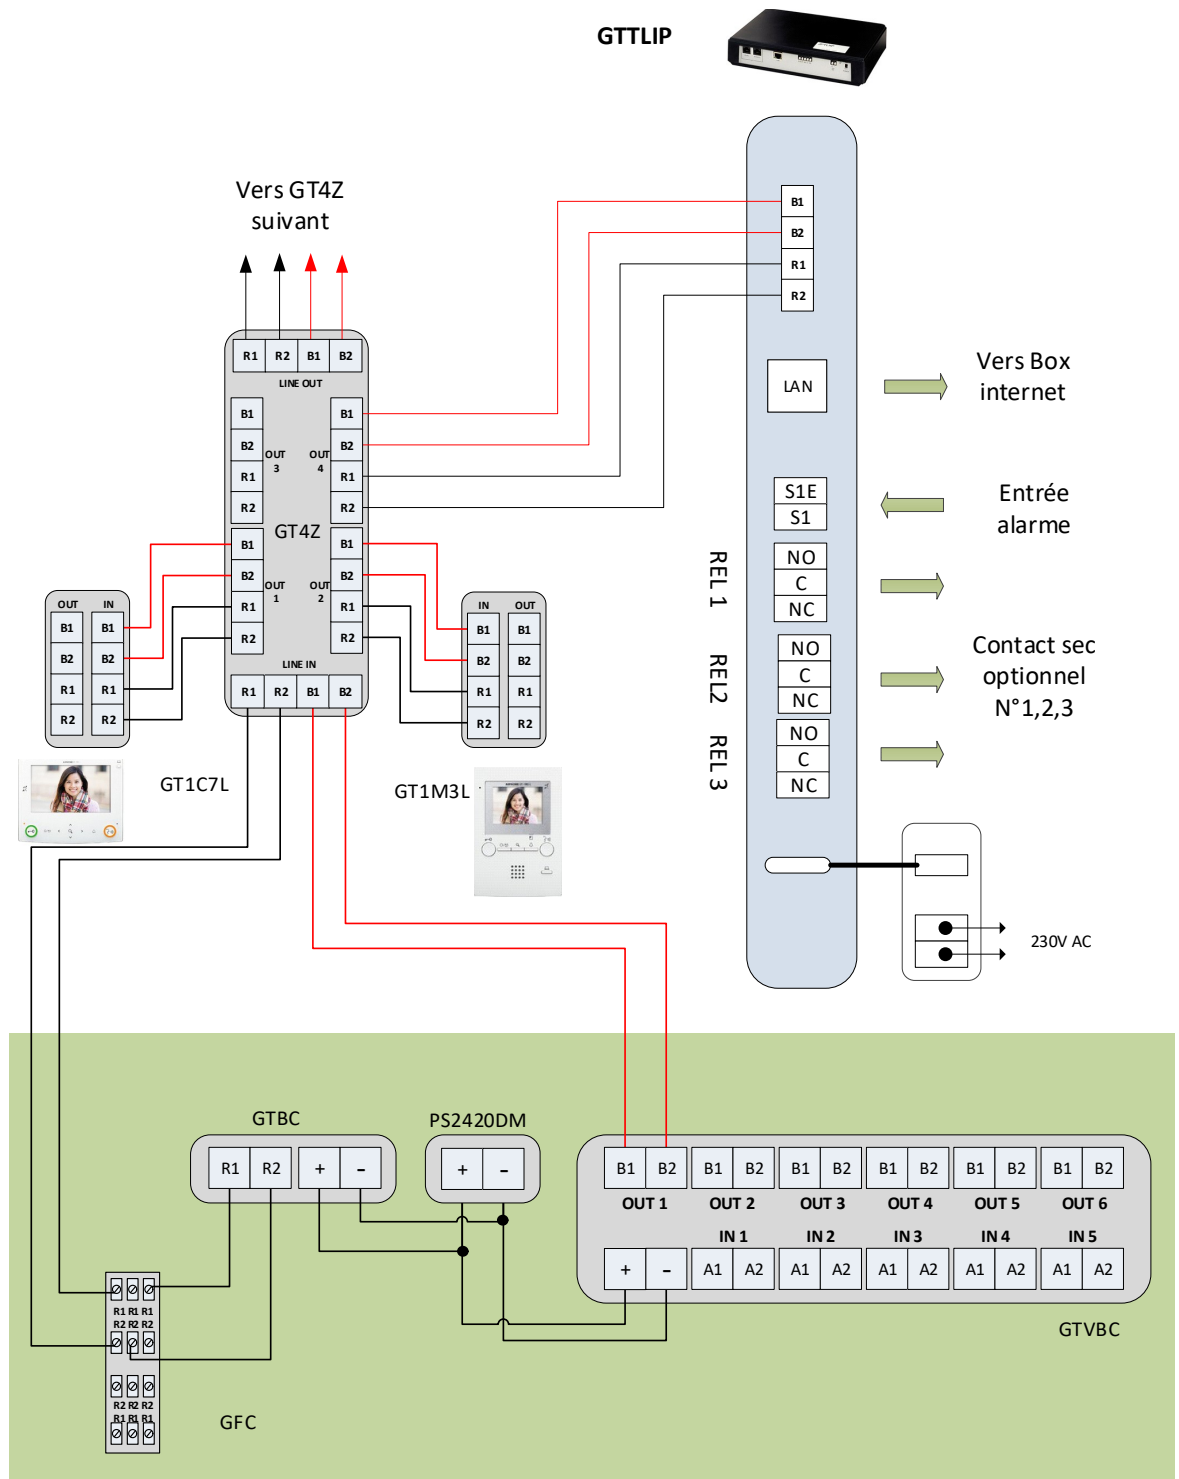 GTTLIP
Vers GT4Z
suivant
B1
B2
R1
R2
R1 R2 B1 B2
LINE OUT
B1
B2
R1
R2
OUT
3
B1
B2
R1
R2
OUT
4
GT4Z
B1
B2
R1
R2
OUT
1
B1
B2
R1
R2
OUT
2
LINE IN
R1 R2 B1 B2
OUT IN
B1 B1
B2 B2
R1 R1
R2 R2
GT1C7L
IN OUT
B1 B1
B2 B2
R1 R1
R2 R2
GT1M3L
LAN
Vers Box
internet
S1E
S1
Entrée
alarme
REL 1
NO
C
NC
REL2
NO
C
NC
REL 3
NO
C
NC
Contact sec
optionnel
N°1,2,3
230V AC
GTBC
R1 R2 + -
PS2420DM
+ -
B1 B2 B1 B2 B1 B2 B1 B2 B1 B2 B1 B2
OUT 1 OUT 2 OUT 3 OUT 4 OUT 5 OUT 6
IN 1 IN 2 IN 3 IN 4 IN 5
+ - A1 A2 A1 A2 A1 A2 A1 A2 A1 A2
GTVBC
R1 R1 R1
R2 R2 R2
R2 R2 R2
R1 R1 R1
GFC